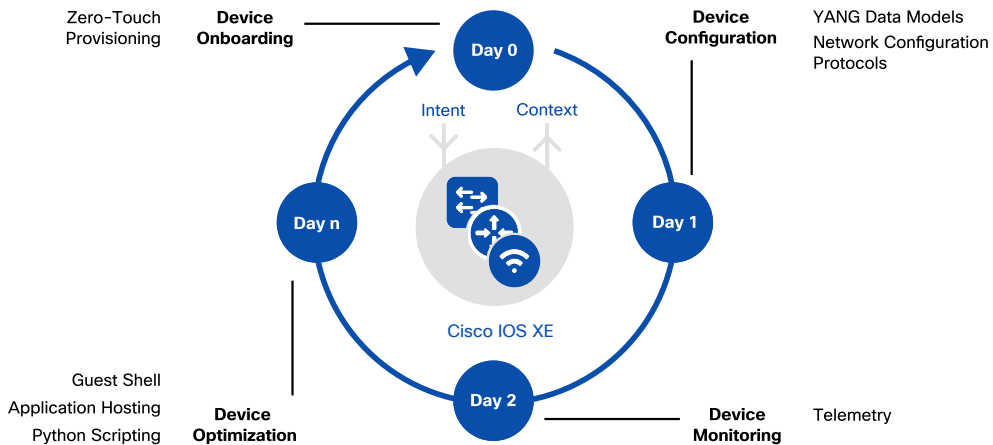 Zero-Touch
Provisioning
Device
Onboarding
Day 0
Device
Configuration
YANG Data Models
Network Configuration
Protocols
Intent
Context
Day n
Day 1
Cisco IOS XE
Day 2
Guest Shell
Application Hosting
Python Scripting
Device
Optimization
Device
Monitoring
Telemetry